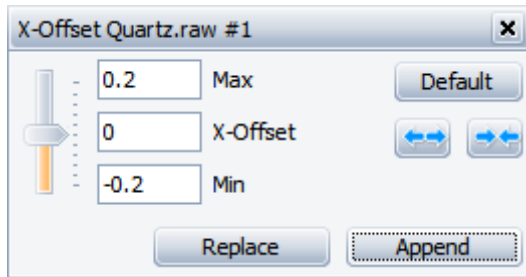 X-Offset Quartz.raw #1
0.2 Max Default
0 X-Offset
-0.2 Min
Replace Append